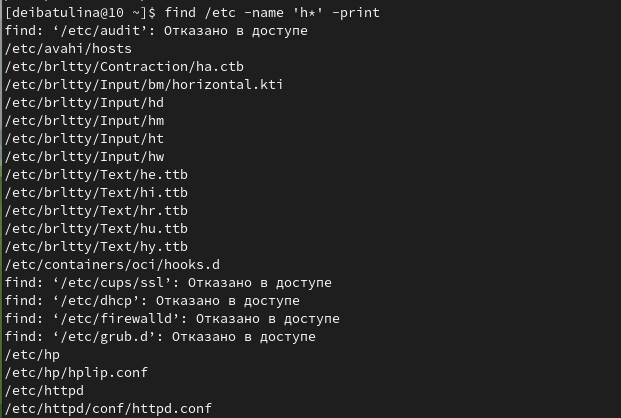 [deibatulina@10 ~]$ find /etc -name 'h*' -print
find: ‘/etc/audit’: Отказано в доступе
/etc/avahi/hosts
/etc/brltty/Contraction/ha.ctb
/etc/brltty/Input/bm/horizontal.kti
/etc/brltty/Input/hd
/etc/brltty/Input/hm
/etc/brltty/Input/ht
/etc/brltty/Input/hw
/etc/brltty/Text/he.ttb
/etc/brltty/Text/hi.ttb
/etc/brltty/Text/hr.ttb
/etc/brltty/Text/hu.ttb
/etc/brltty/Text/hy.ttb
/etc/containers/oci/hooks.d
find: ‘/etc/cups/ssl’: Отказано в доступе
find: ‘/etc/dhcp’: Отказано в доступе
find: ‘/etc/firewalld’: Отказано в доступе
find: ‘/etc/grub.d’: Отказано в доступе
/etc/hp
/etc/hp/hplip.conf
/etc/httpd
/etc/httpd/conf/httpd.conf